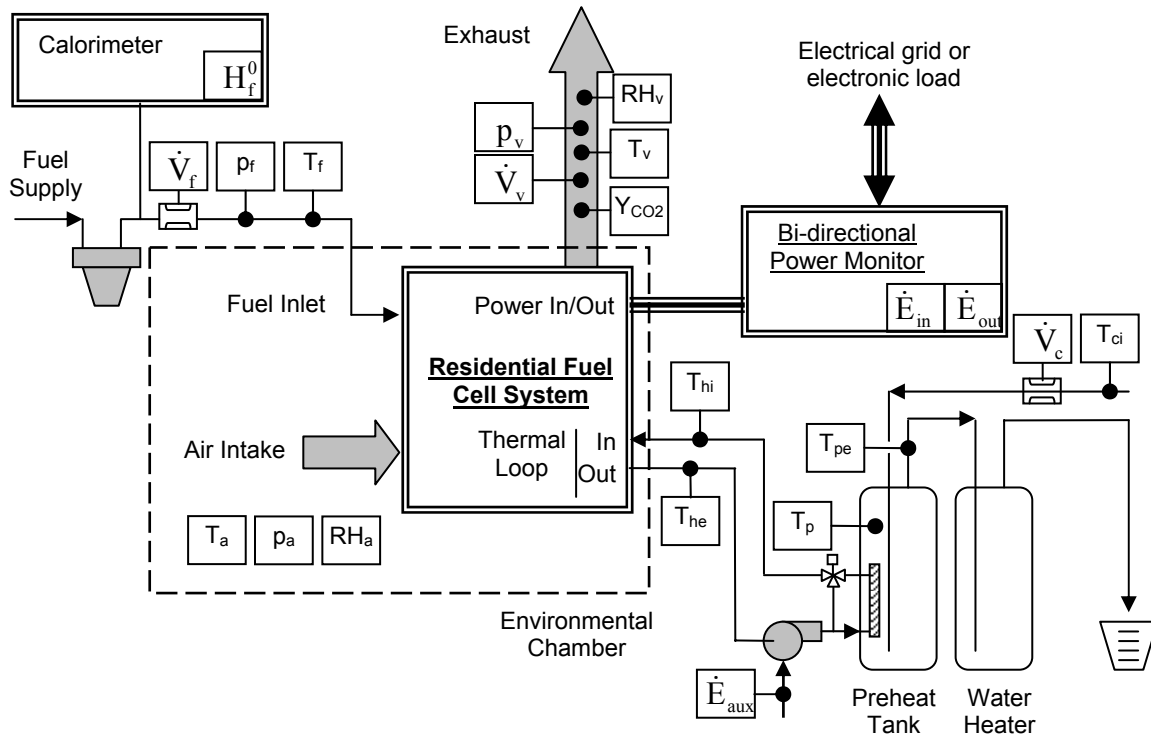 Calorimeter
H⁰f
Exhaust
Electrical grid or
electronic load
RHv
pv
Tv
V̇v
YCO2
Fuel
Supply
V̇f
pf
Tf
Bi-directional
Power Monitor
Ėin
Ėout
Fuel Inlet
Power In/Out
Residential Fuel
Cell System
Thermal
Loop
In
Out
Air Intake
Ta
pa
RHa
Environmental
Chamber
Thi
The
V̇c
Tci
Tpe
Tp
Ėaux
Preheat
Tank
Water
Heater